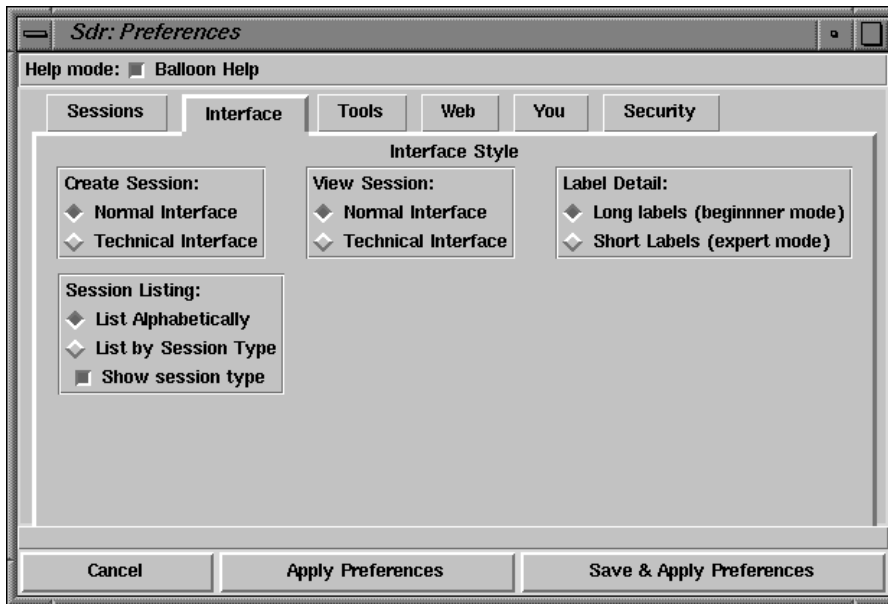 Sdr: Preferences
Help mode: Balloon Help
Sessions Interface Tools Web You Security
Interface Style
Create Session: View Session: Label Detail:
Normal Interface Normal Interface Long labels (beginnner mode)
Technical Interface Technical Interface Short Labels (expert mode)
Session Listing:
List Alphabetically
List by Session Type
Show session type
Cancel Apply Preferences Save & Apply Preferences